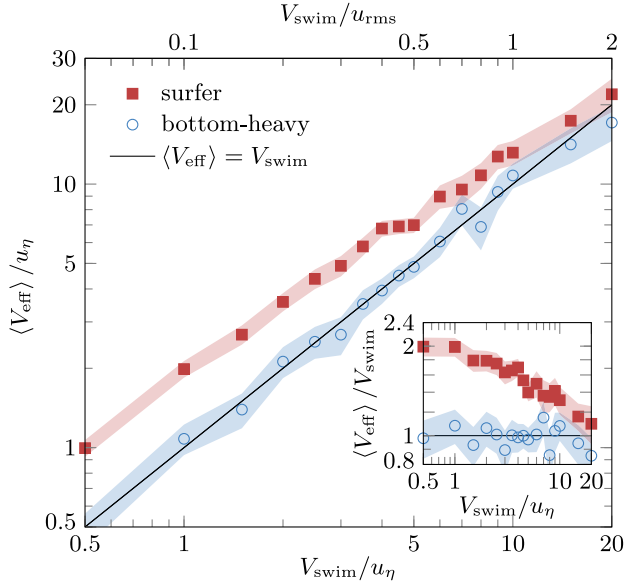 V_swim/u_rms
0.1 0.5 1 2
30
20
10
5
1
0.5
⟨V_eff⟩/u_η
surfer
bottom-heavy
⟨V_eff⟩ = V_swim
2.4
2
1
0.8
⟨V_eff⟩/V_swim
0.5 1 10 20
V_swim/u_η
0.5 1 5 10 20
V_swim/u_η